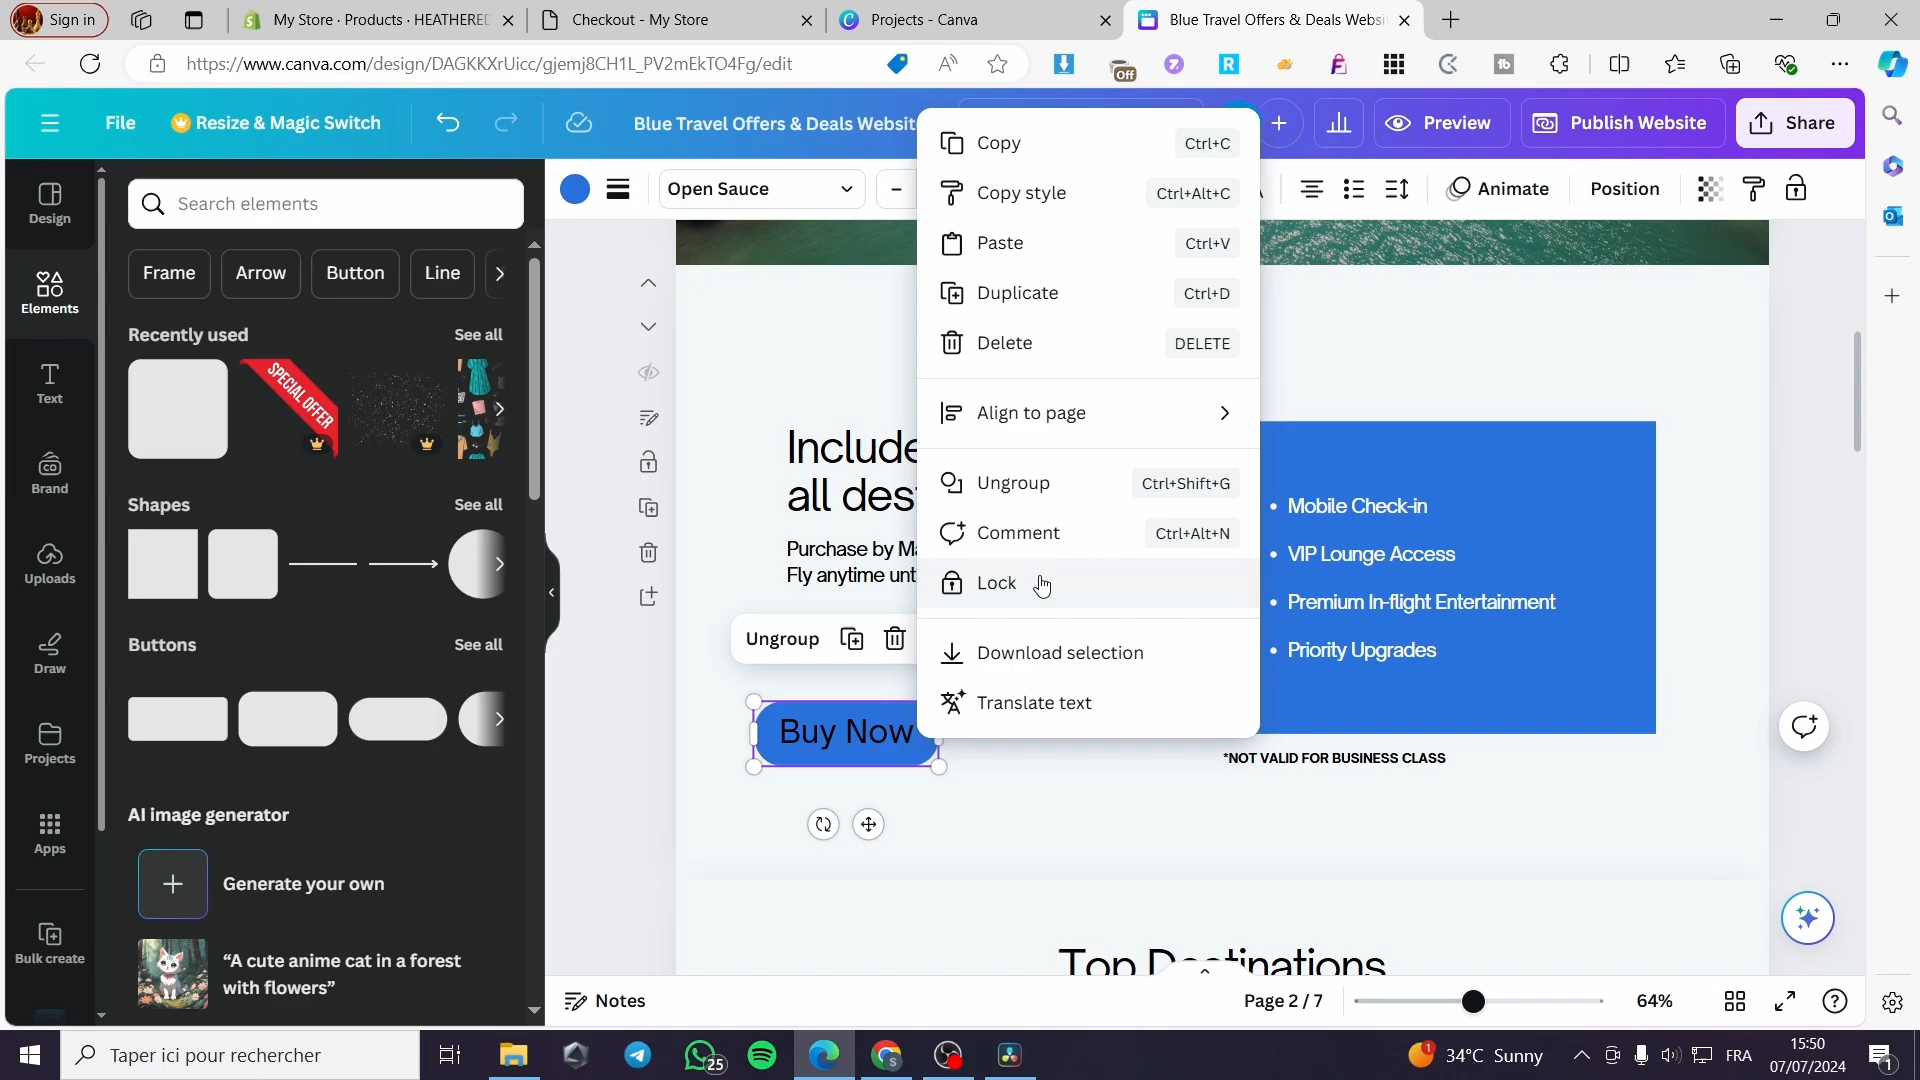 Sign in
My Store · Products · HEATHERED
Checkout - My Store
Projects - Canva
Blue Travel Offers & Deals Websi
https://www.canva.com/design/DAGKKXrUicc/gjemj8CH1L_PV2mEkTO4Fg/edit
Off
File
Resize & Magic Switch
Blue Travel Offers & Deals Websit
Preview
Publish Website
Share
Open Sauce
Animate
Position
Design
Elements
Text
Brand
Uploads
Draw
Projects
Apps
Bulk create
Search elements
Frame
Arrow
Button
Line
Recently used
See all
SPECIAL OFFER
Shapes
See all
Buttons
See all
AI image generator
Generate your own
"A cute anime cat in a forest
with flowers"
Copy
Ctrl+C
Copy style
Ctrl+Alt+C
Paste
Ctrl+V
Duplicate
Ctrl+D
Delete
DELETE
Align to page
Ungroup
Ctrl+Shift+G
Comment
Ctrl+Alt+N
Lock
Download selection
Translate text
Include
all des
Purchase by M
Fly anytime unt
Ungroup
Buy Now
• Mobile Check-in
• VIP Lounge Access
• Premium In-flight Entertainment
• Priority Upgrades
*NOT VALID FOR BUSINESS CLASS
Top Destinations
Notes
Page 2 / 7
64%
Taper ici pour rechercher
25
34°C Sunny
FRA
15:50
07/07/2024
1